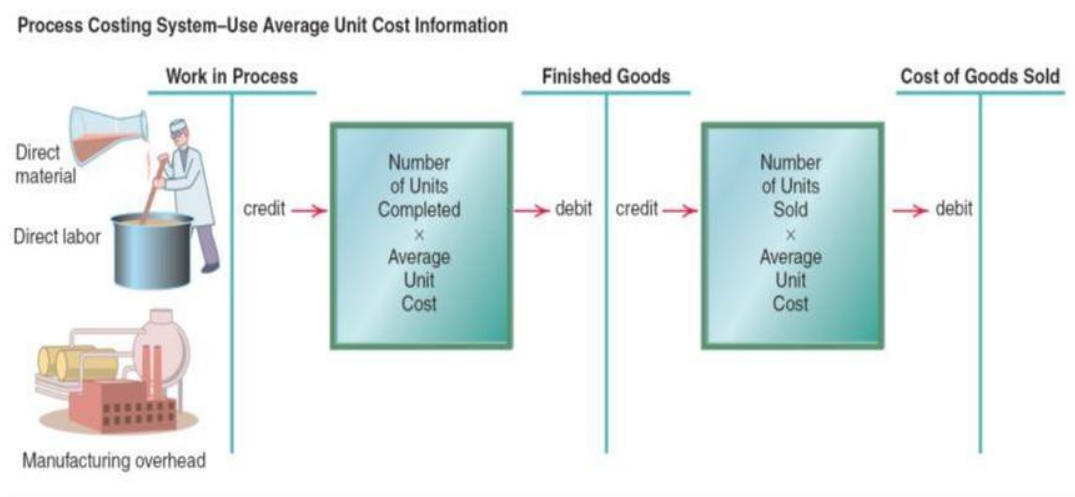 Process Costing System–Use Average Unit Cost Information
Work in Process
Finished Goods
Cost of Goods Sold
Direct
material
Direct labor
Manufacturing overhead
credit
Number
of Units
Completed
×
Average
Unit
Cost
debit
credit
Number
of Units
Sold
×
Average
Unit
Cost
debit